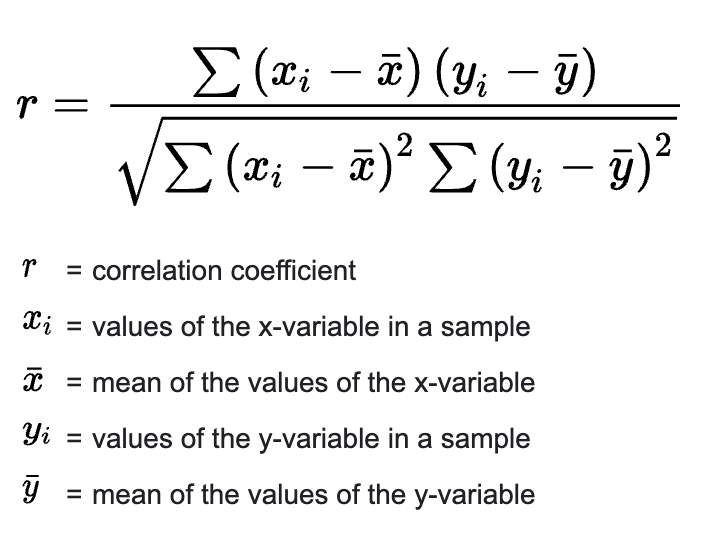 r = ∑ (xᵢ − x̄) (yᵢ − ȳ) / √∑ (xᵢ − x̄)² ∑ (yᵢ − ȳ)²
r = correlation coefficient
xᵢ = values of the x-variable in a sample
x̄ = mean of the values of the x-variable
yᵢ = values of the y-variable in a sample
ȳ = mean of the values of the y-variable